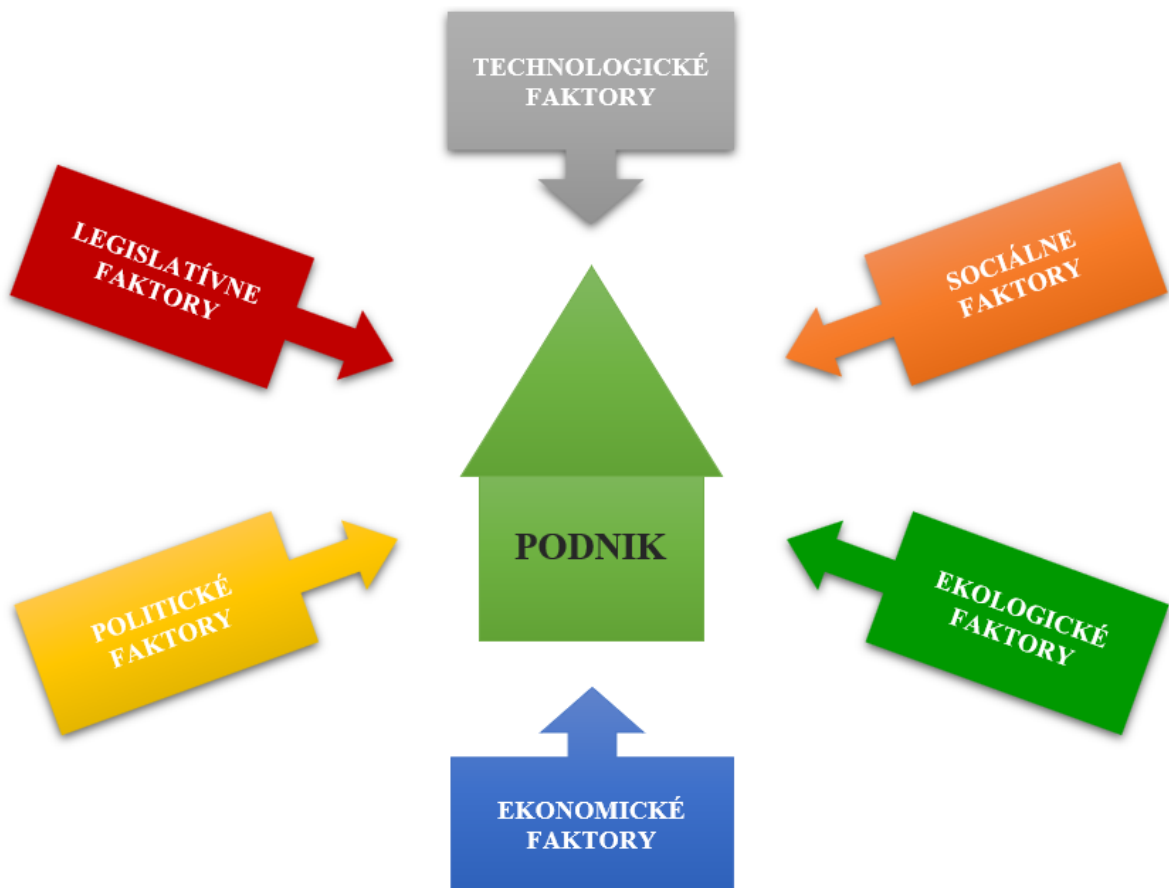 TECHNOLOGICKÉ
FAKTORY
LEGISLATÍVNE
FAKTORY
SOCIÁLNE
FAKTORY
PODNIK
POLITICKÉ
FAKTORY
EKOLOGICKÉ
FAKTORY
EKONOMICKÉ
FAKTORY